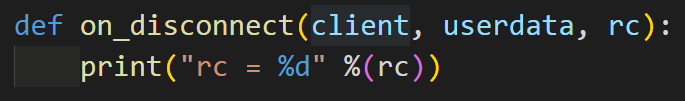 def on_disconnect(client, userdata, rc):
    print("rc = %d" %(rc))